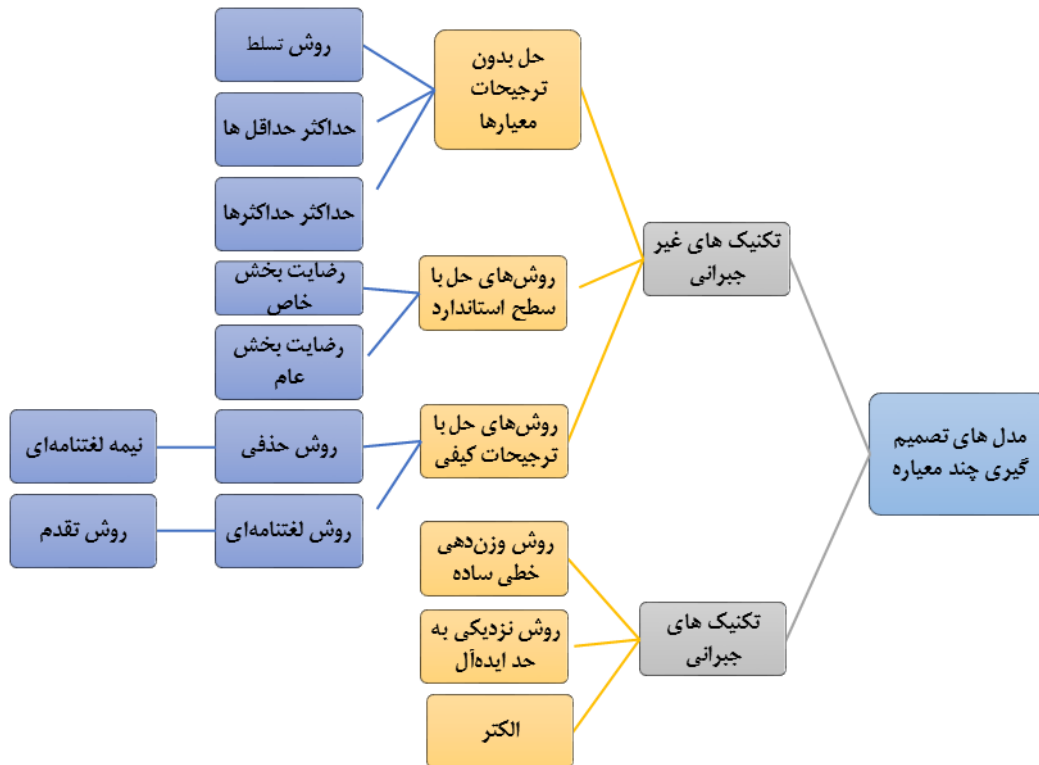 مدل های تصمیم
گیری چند معیاره
تکنیک های غیر
جبرانی
حل بدون
ترجیحات
معیارها
روش تسلط
حداکثر حداقل ها
حداکثر حداکثرها
روش‌های حل با
سطح استاندارد
رضایت بخش
خاص
رضایت بخش
عام
روش‌های حل با
ترجیحات کیفی
روش حذفی
نیمه لغتنامه‌ای
روش لغتنامه‌ای
روش تقدم
تکنیک های
جبرانی
روش وزن‌دهی
خطی ساده
روش نزدیکی به
حد ایده‌آل
الکتر